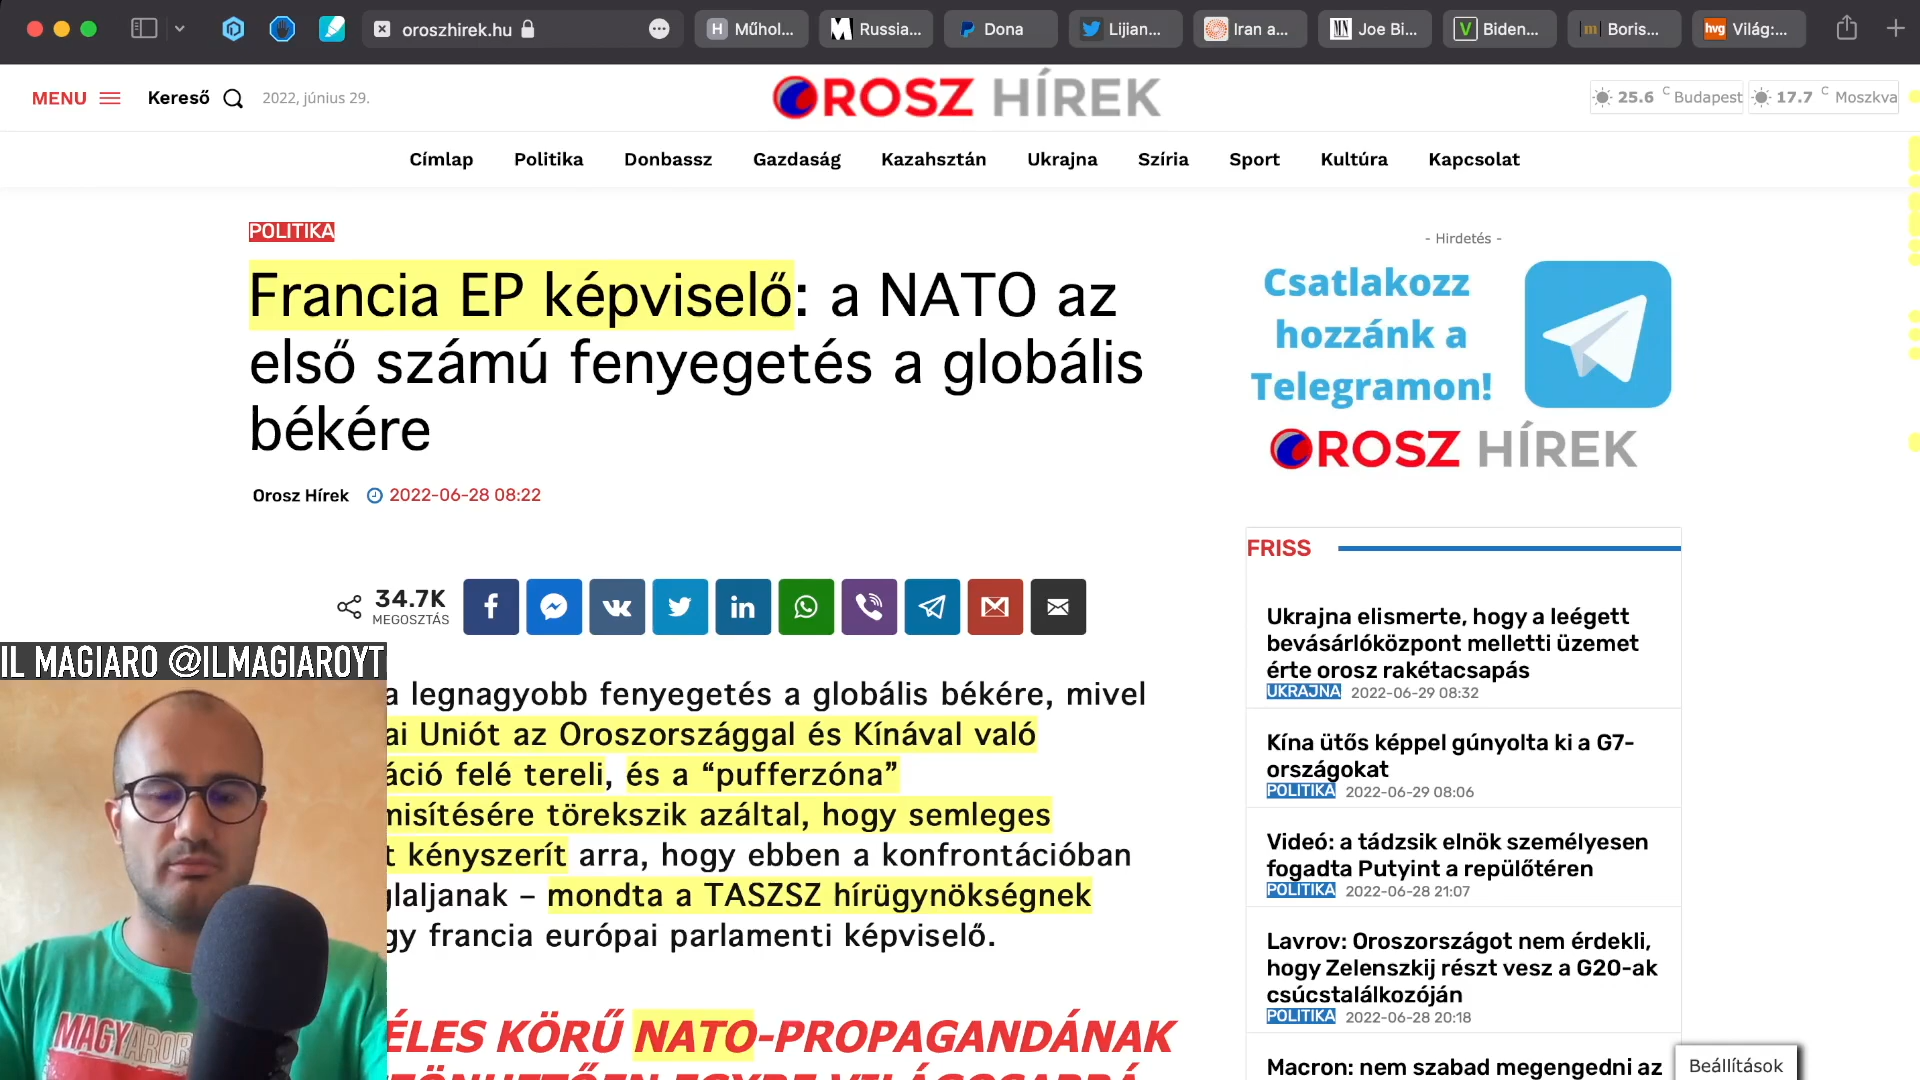 oroszhirek.hu
Műhol...
Russia...
Dona
Lijian...
Iran a...
Joe Bi...
Biden...
Boris...
hvg Világ:...
MENU
Kereső
2022, június 29.
OROSZ HÍREK
25.6 C Budapest
17.7 C Moszkva
Címlap Politika Donbassz Gazdaság Kazahsztán Ukrajna Szíria Sport Kultúra Kapcsolat
POLITIKA
Francia EP képviselő: a NATO az
első számú fenyegetés a globális
békére
Orosz Hírek 2022-06-28 08:22
34.7K
MEGOSZTÁS
IL MAGIARO @ILMAGIAROYT
a legnagyobb fenyegetés a globális békére, mivel
ai Uniót az Oroszországgal és Kínával való
áció felé tereli, és a “pufferzóna”
misítésére törekszik azáltal, hogy semleges
t kényszerít arra, hogy ebben a konfrontációban
glaljanak – mondta a TASZSZ hírügynökségnek
gy francia európai parlamenti képviselő.
ÉLES KÖRŰ NATO-PROPAGANDÁNAK
MAGYAROR
- Hirdetés -
Csatlakozz
hozzánk a
Telegramon!
OROSZ HÍREK
FRISS
Ukrajna elismerte, hogy a leégett
bevásárlóközpont melletti üzemet
érte orosz rakétacsapás
UKRAJNA 2022-06-29 08:32
Kína ütős képpel gúnyolta ki a G7-
országokat
POLITIKA 2022-06-29 08:06
Videó: a tádzsik elnök személyesen
fogadta Putyint a repülőtéren
POLITIKA 2022-06-28 21:07
Lavrov: Oroszországot nem érdekli,
hogy Zelenszkij részt vesz a G20-ak
csúcstalálkozóján
POLITIKA 2022-06-28 20:18
Macron: nem szabad megengedni az
Beállítások